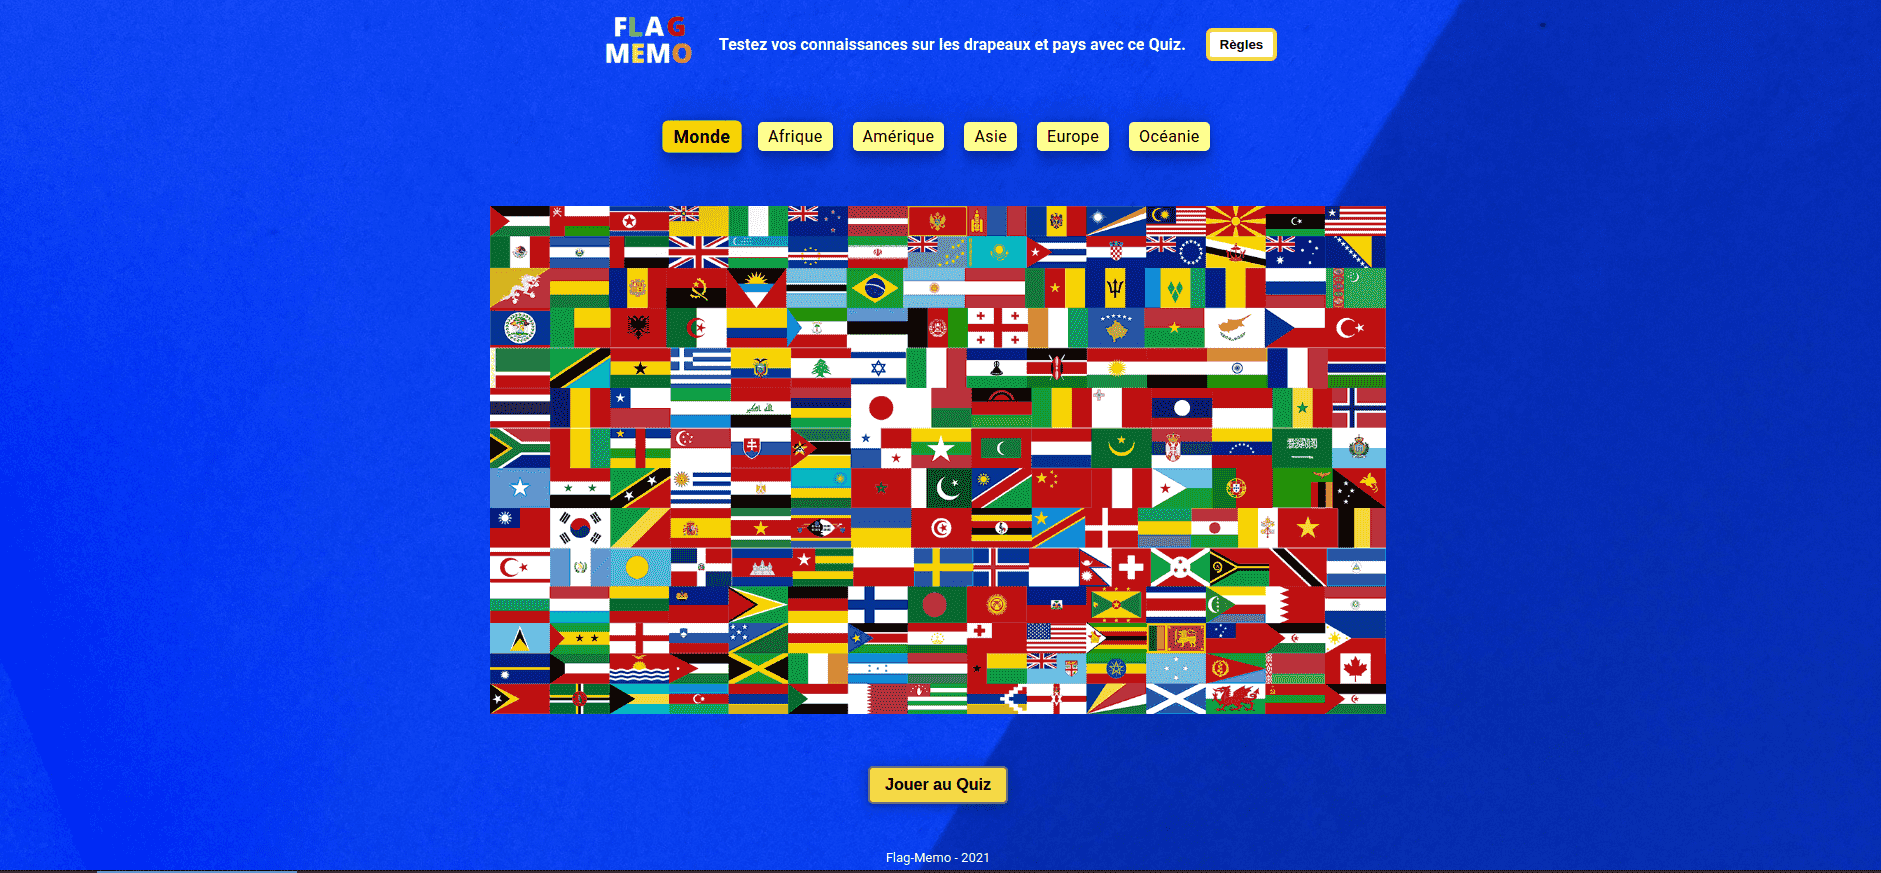 FLAG
MEMO
Testez vos connaissances sur les drapeaux et pays avec ce Quiz.
Règles
Monde
Afrique
Amérique
Asie
Europe
Océanie
Jouer au Quiz
Flag-Memo - 2021